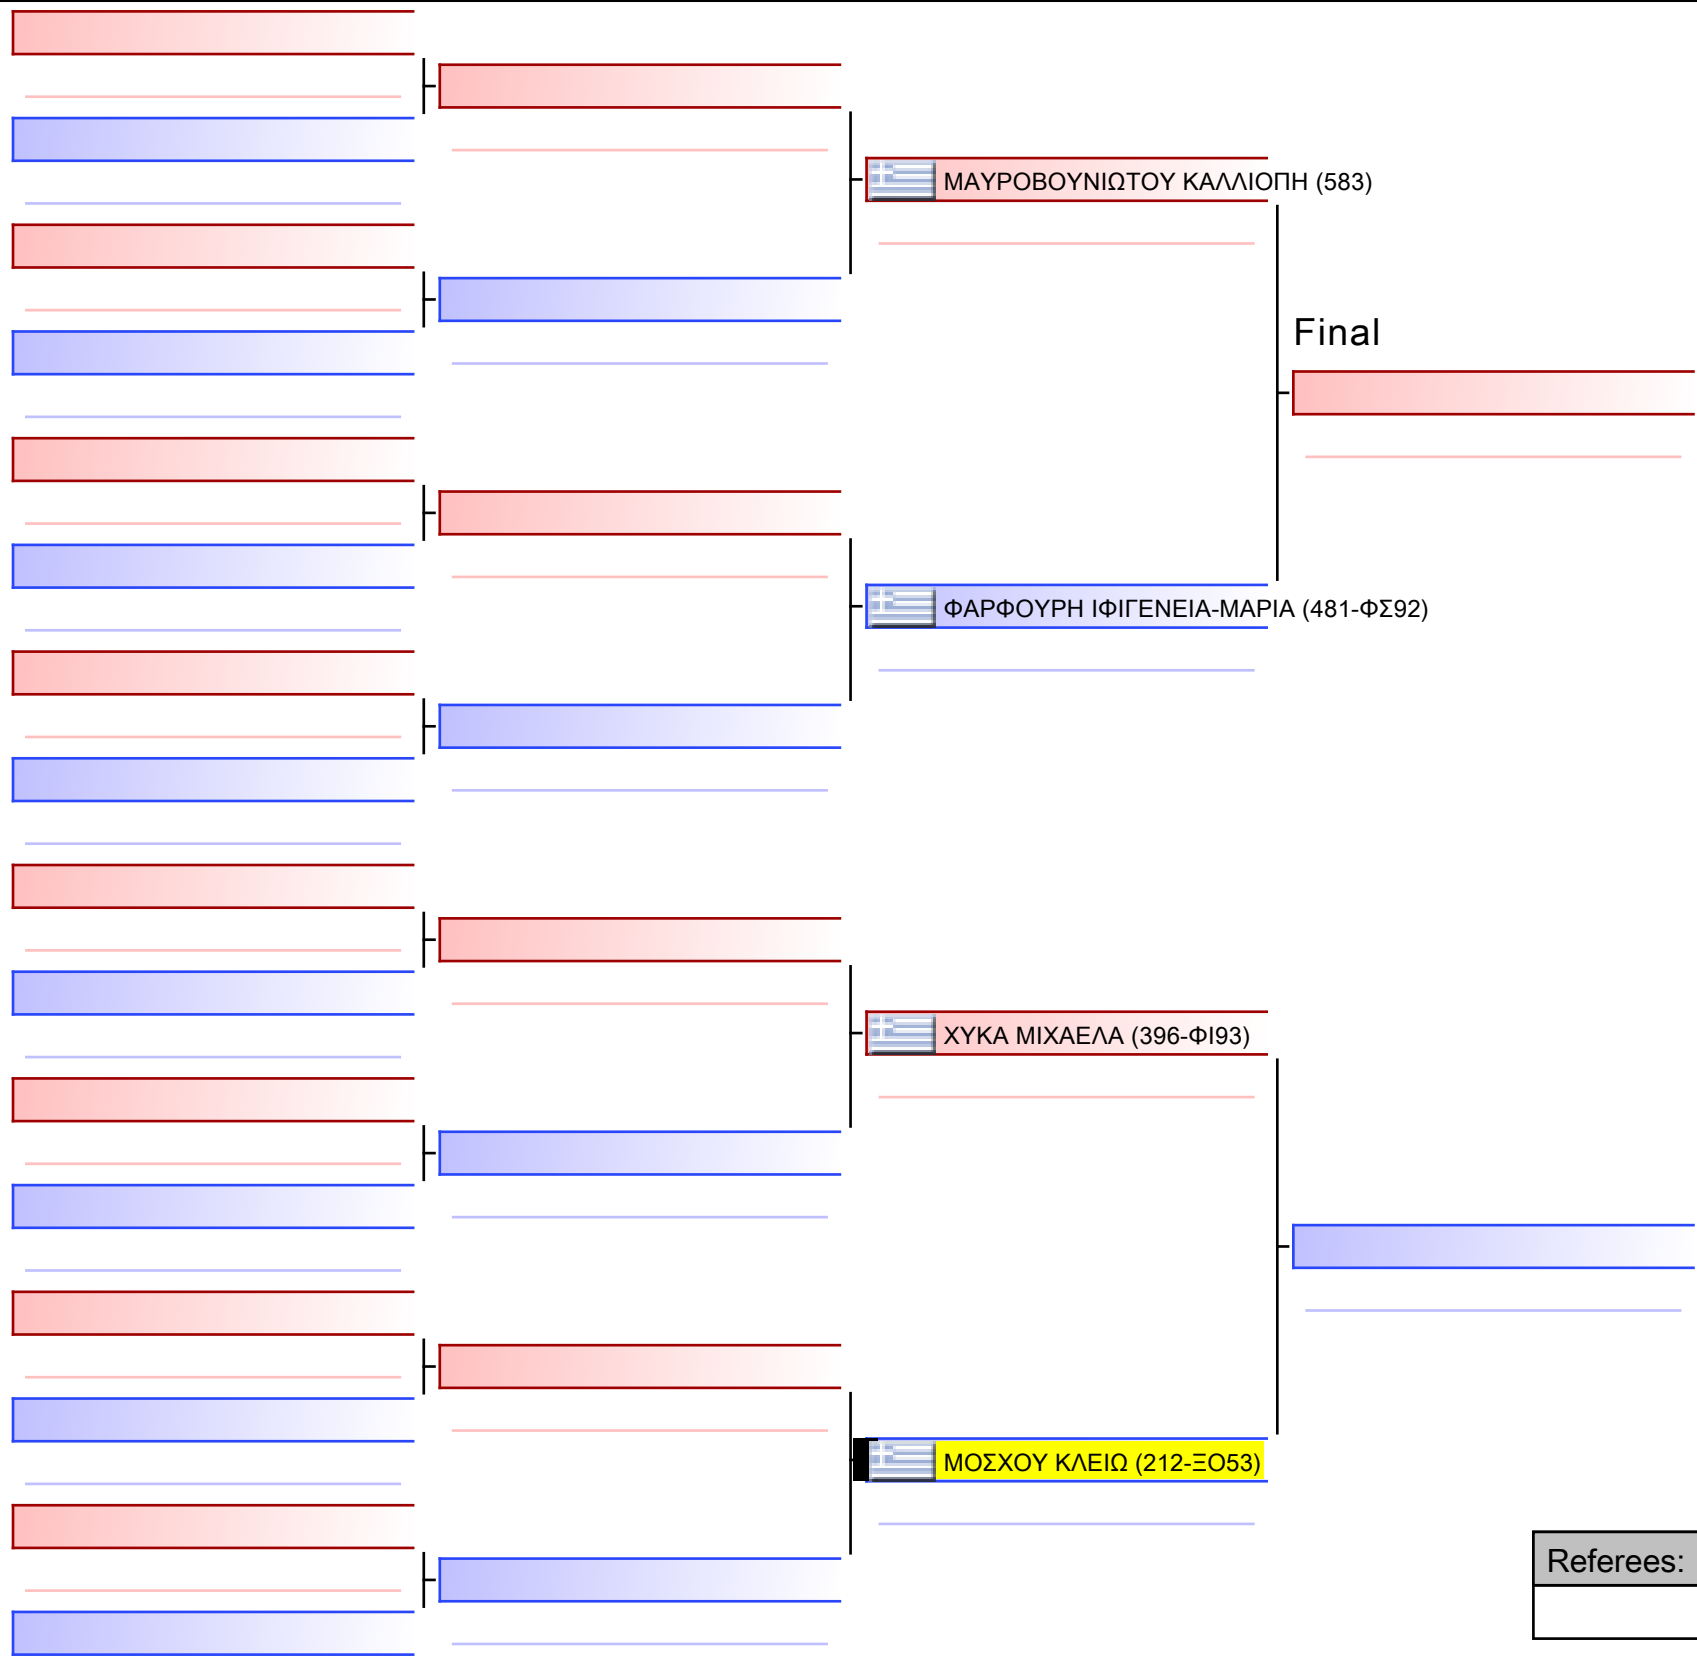 ΜΑΥΡΟΒΟΥΝΙΩΤΟΥ ΚΑΛΛΙΟΠΗ (583)
Final
ΦΑΡΦΟΥΡΗ ΙΦΙΓΕΝΕΙΑ-ΜΑΡΙΑ (481-ΦΣ92)
ΧΥΚΑ ΜΙΧΑΕΛΑ (396-ΦΙ93)
ΜΟΣΧΟΥ ΚΛΕΙΩ (212-ΞΟ53)
Referees: